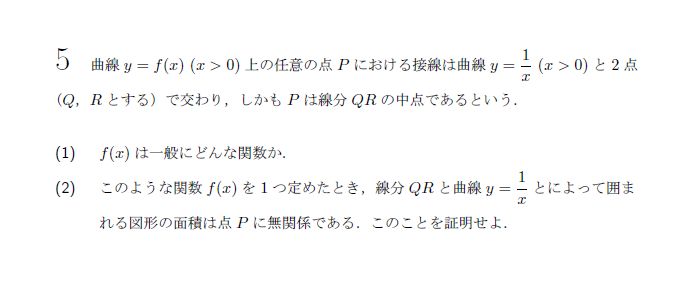 5 曲線 y = f(x) (x > 0) 上の任意の点 P における接線は曲線 y = 1/x (x > 0) と 2 点
(Q, R とする) で交わり, しかも P は線分 QR の中点であるという.
(1) f(x) は一般にどんな関数か.
(2) このような関数 f(x) を 1 つ定めたとき, 線分 QR と曲線 y = 1/x とによって囲ま
れる図形の面積は点 P に無関係である. このことを証明せよ.